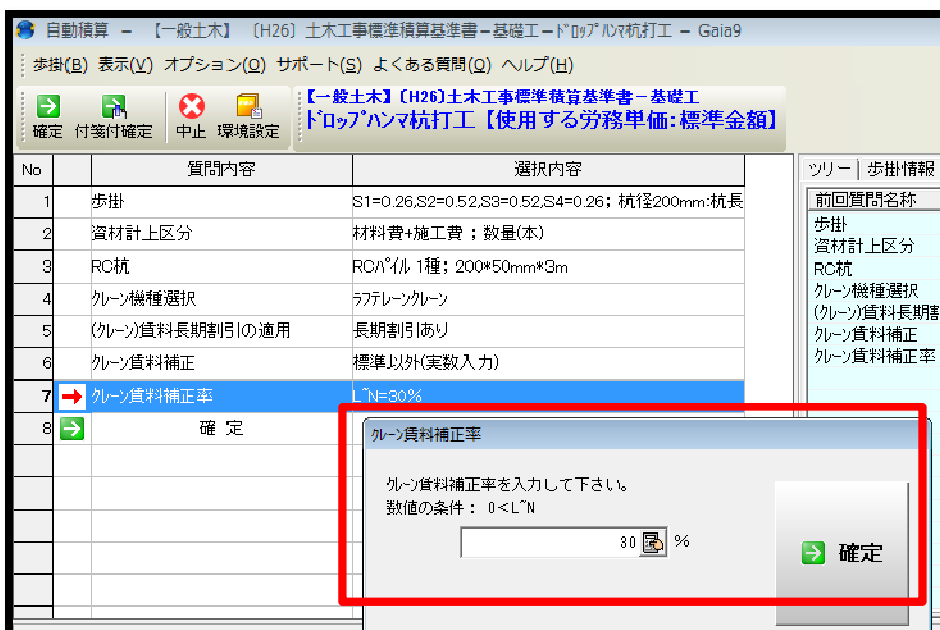 自動積算 － 【一般土木】 〔H26〕土木工事標準積算基準書－基礎工－ﾄﾞﾛｯﾌﾟﾊﾝﾏ杭打工 － Gaia9
歩掛(B) 表示(V) オプション(O) サポート(S) よくある質問(Q) ヘルプ(H)
確定 付箋付確定 中止 環境設定
【一般土木】〔H26〕土木工事標準積算基準書－基礎工
ﾄﾞﾛｯﾌﾟﾊﾝﾏ杭打工【使用する労務単価:標準金額】
No 質問内容 選択内容
1 歩掛 S1=0.26,S2=0.52,S3=0.52,S4=0.26; 杭径200mm:杭長
2 資材計上区分 材料費+施工費 ; 数量(本)
3 RC杭 RCﾊﾟｲﾙ 1種; 200*50mm*3m
4 ｸﾚｰﾝ機種選択 ﾗﾌﾃﾚｰﾝｸﾚｰﾝ
5 (ｸﾚｰﾝ)賃料長期割引の適用 長期割引あり
6 ｸﾚｰﾝ賃料補正 標準以外(実数入力)
7 ｸﾚｰﾝ賃料補正率 L~N=30%
8 確 定
ツリー 歩掛情報
前回質問名称
歩掛
資材計上区分
RC杭
ｸﾚｰﾝ機種選択
(ｸﾚｰﾝ)賃料長期割
ｸﾚｰﾝ賃料補正
ｸﾚｰﾝ賃料補正率
ｸﾚｰﾝ賃料補正率
ｸﾚｰﾝ賃料補正率を入力して下さい。
数値の条件： 0<L~N
30 %
確定